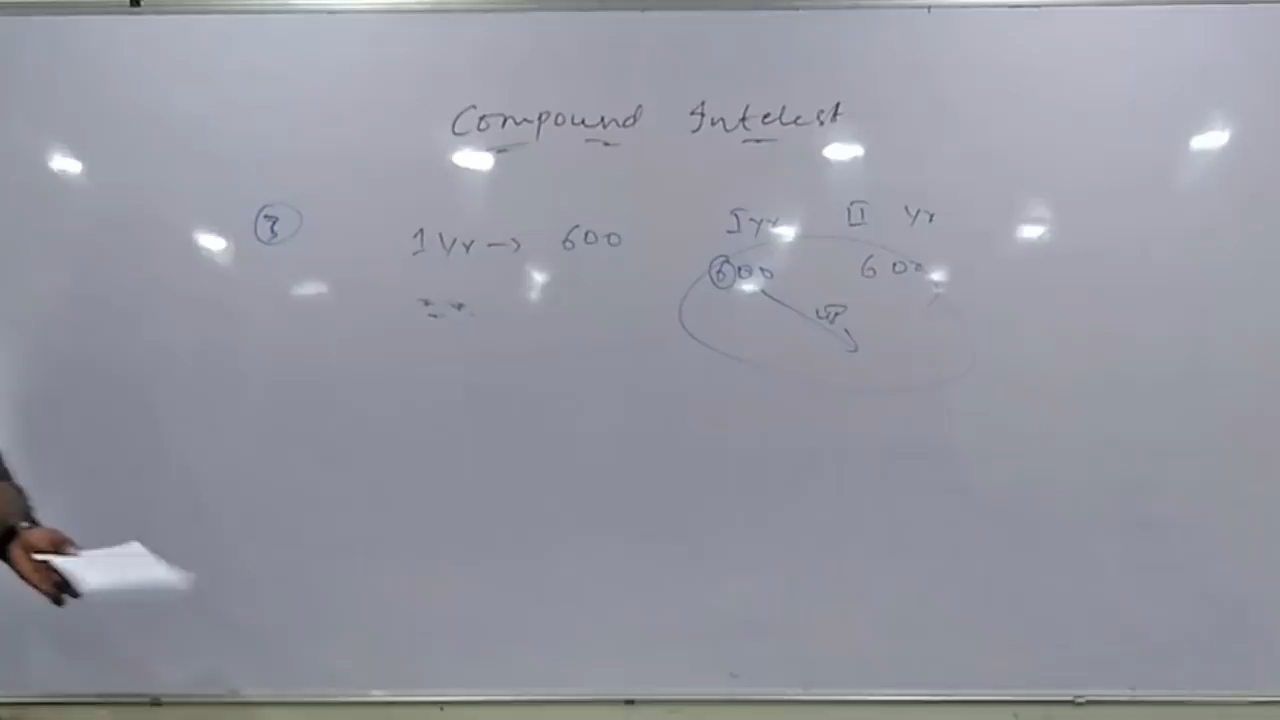 Compound Interest
3
1 Yr → 600
I yr II Yr
600 600